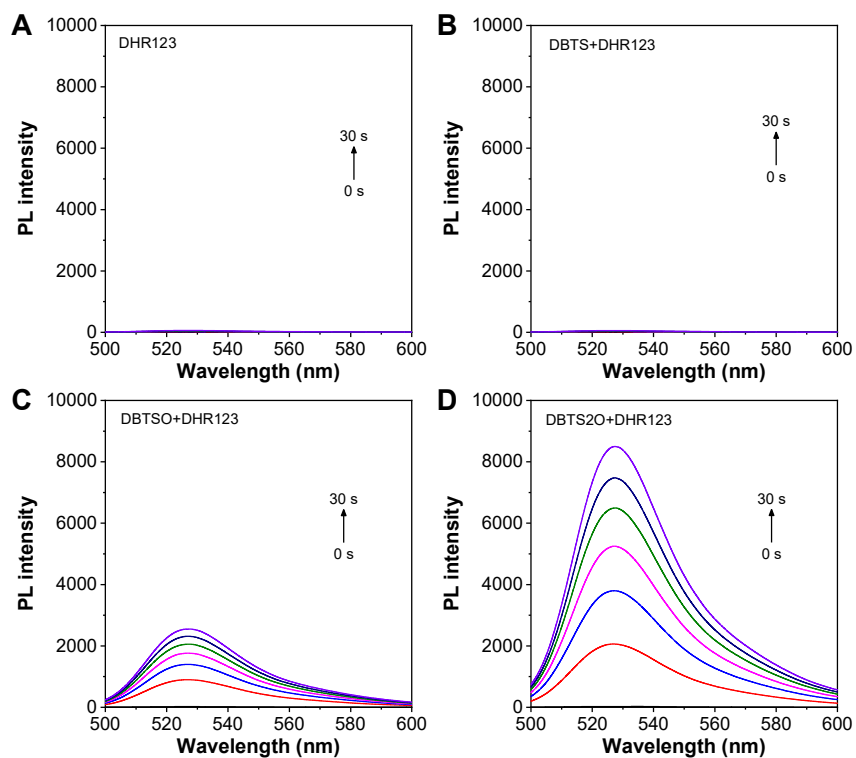 A
DHR123
10000
8000
6000
4000
2000
0
PL intensity
30 s
0 s
500 520 540 560 580 600
Wavelength (nm)
B
DBTS+DHR123
10000
8000
6000
4000
2000
0
PL intensity
30 s
0 s
500 520 540 560 580 600
Wavelength (nm)
C
DBTSO+DHR123
10000
8000
6000
4000
2000
0
PL intensity
30 s
0 s
500 520 540 560 580 600
Wavelength (nm)
D
DBTS2O+DHR123
10000
8000
6000
4000
2000
0
PL intensity
30 s
0 s
500 520 540 560 580 600
Wavelength (nm)